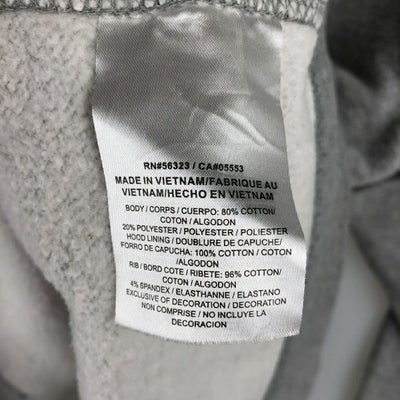 RN#56323 / CA#05553
MADE IN VIETNAM/FABRIQUE AU
VIETNAM/HECHO EN VIETNAM
BODY / CORPS / CUERPO: 80% COTTON/
COTON / ALGODON
20% POLYESTER / POLYESTER / POLIESTER
HOOD LINING / DOUBLURE DE CAPUCHE/
FORRO DE CAPUCHA: 100% COTTON / COTON
/ALGODON
RIB / BORD COTE / RIBETE: 96% COTTON/
COTON / ALGODON
4% SPANDEX / ELASTHANNE / ELASTANO
EXCLUSIVE OF DECORATION / DECORATION
NON COMPRISE / NO INCLUYE LA
DECORACION